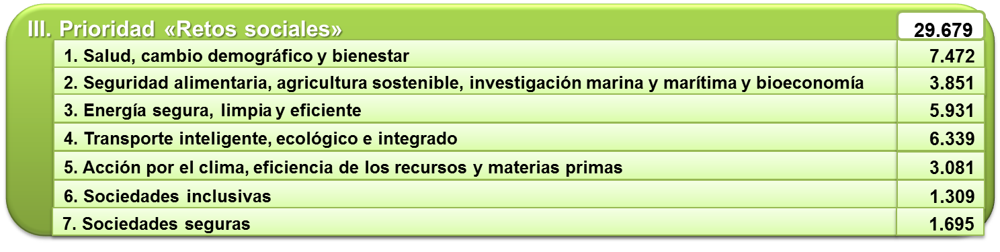 III. Prioridad «Retos sociales» 29.679
1. Salud, cambio demográfico y bienestar 7.472
2. Seguridad alimentaria, agricultura sostenible, investigación marina y marítima y bioeconomía 3.851
3. Energía segura, limpia y eficiente 5.931
4. Transporte inteligente, ecológico e integrado 6.339
5. Acción por el clima, eficiencia de los recursos y materias primas 3.081
6. Sociedades inclusivas 1.309
7. Sociedades seguras 1.695